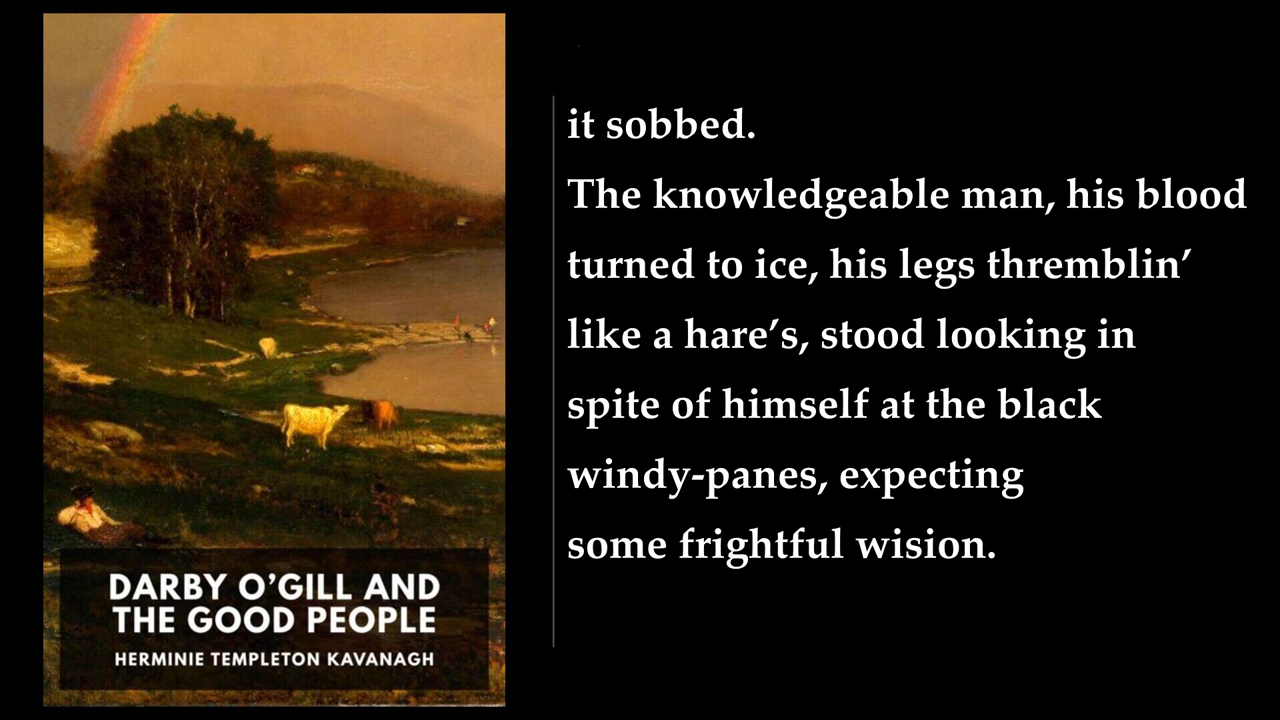 it sobbed.
The knowledgeable man, his blood
turned to ice, his legs thremblin’
like a hare’s, stood looking in
spite of himself at the black
windy-panes, expecting
some frightful wision.
DARBY O’GILL AND
THE GOOD PEOPLE
HERMINIE TEMPLETON KAVANAGH